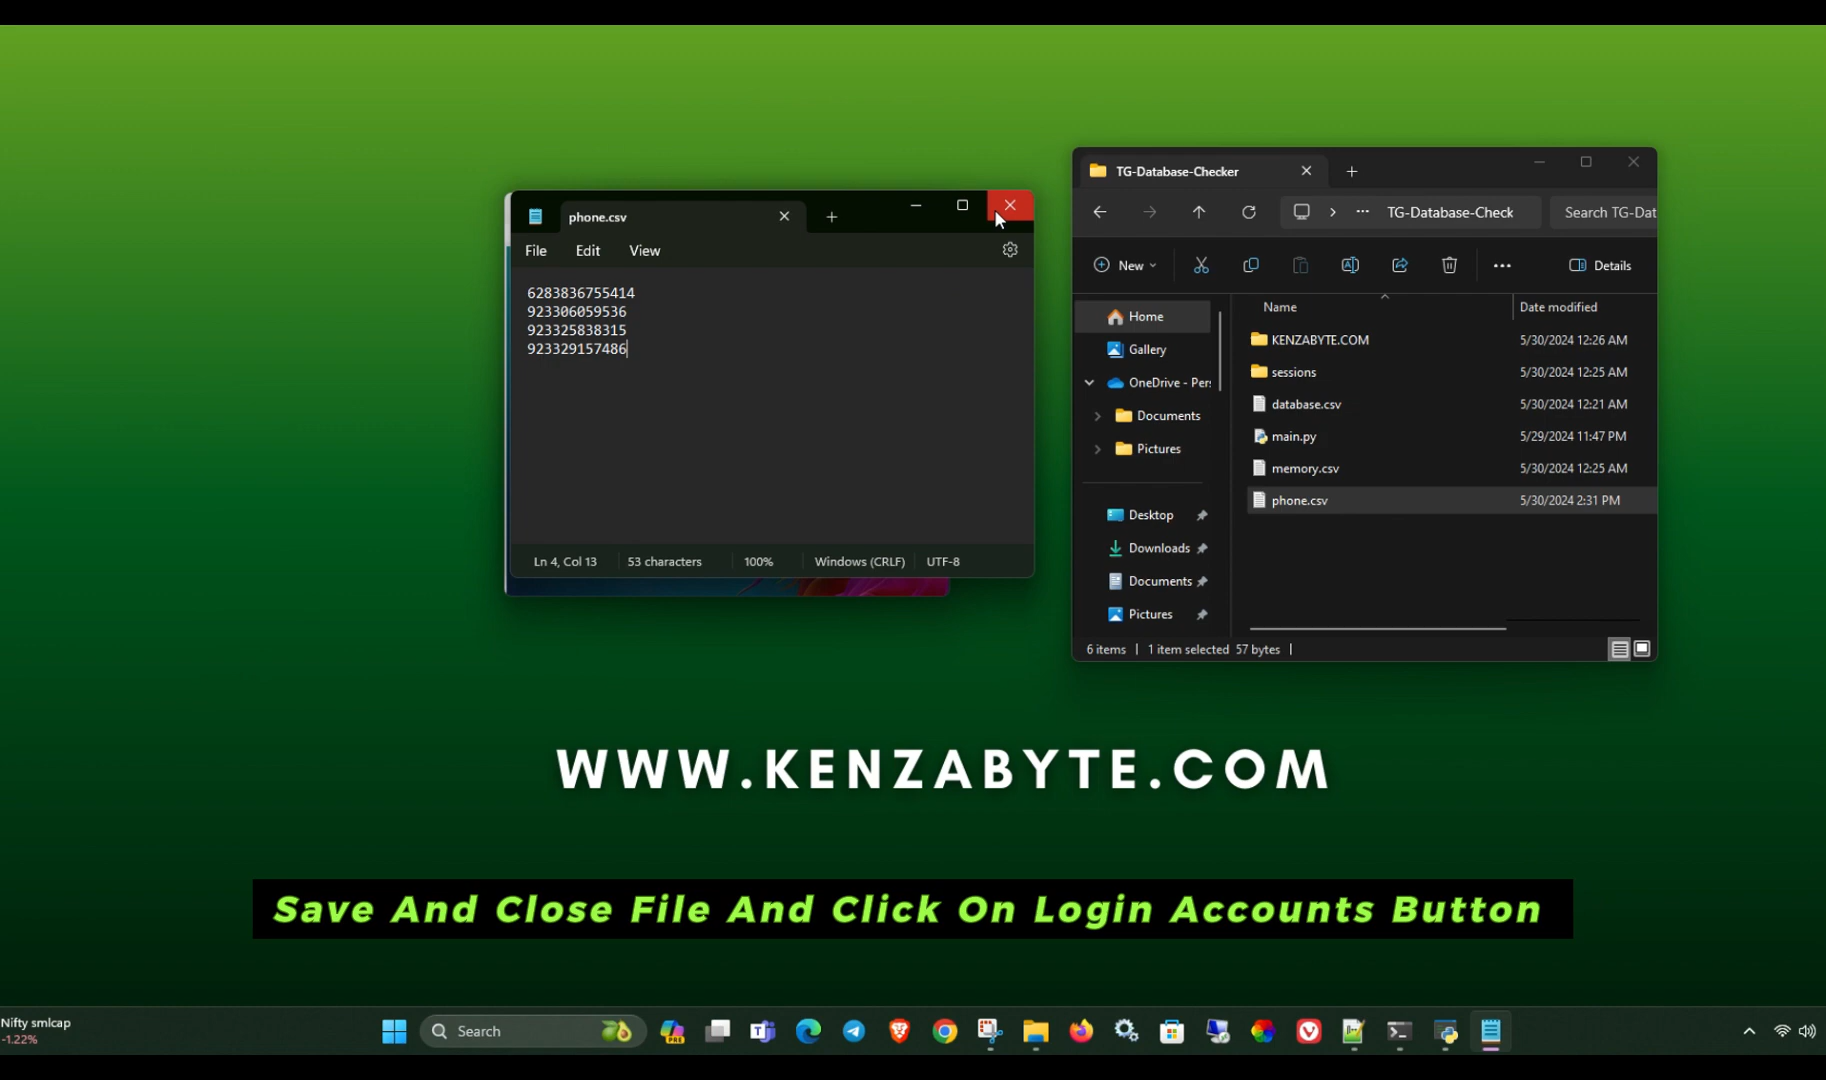 phone.csv
File Edit View
6283836755414
923306059536
923325838315
923329157486
Ln 4, Col 13 53 characters 100% Windows (CRLF) UTF-8
TG-Database-Checker
TG-Database-Check Search TG-Dat
New Details
Name Date modified
Home
Gallery
OneDrive - Pers
Documents
Pictures
Desktop
Downloads
Documents
Pictures
KENZABYTE.COM 5/30/2024 12:26 AM
sessions 5/30/2024 12:25 AM
database.csv 5/30/2024 12:21 AM
main.py 5/29/2024 11:47 PM
memory.csv 5/30/2024 12:25 AM
phone.csv 5/30/2024 2:31 PM
6 items 1 item selected 57 bytes
WWW.KENZABYTE.COM
Save And Close File And Click On Login Accounts Button
Nifty smlcap
-1.22%
Search
PRE